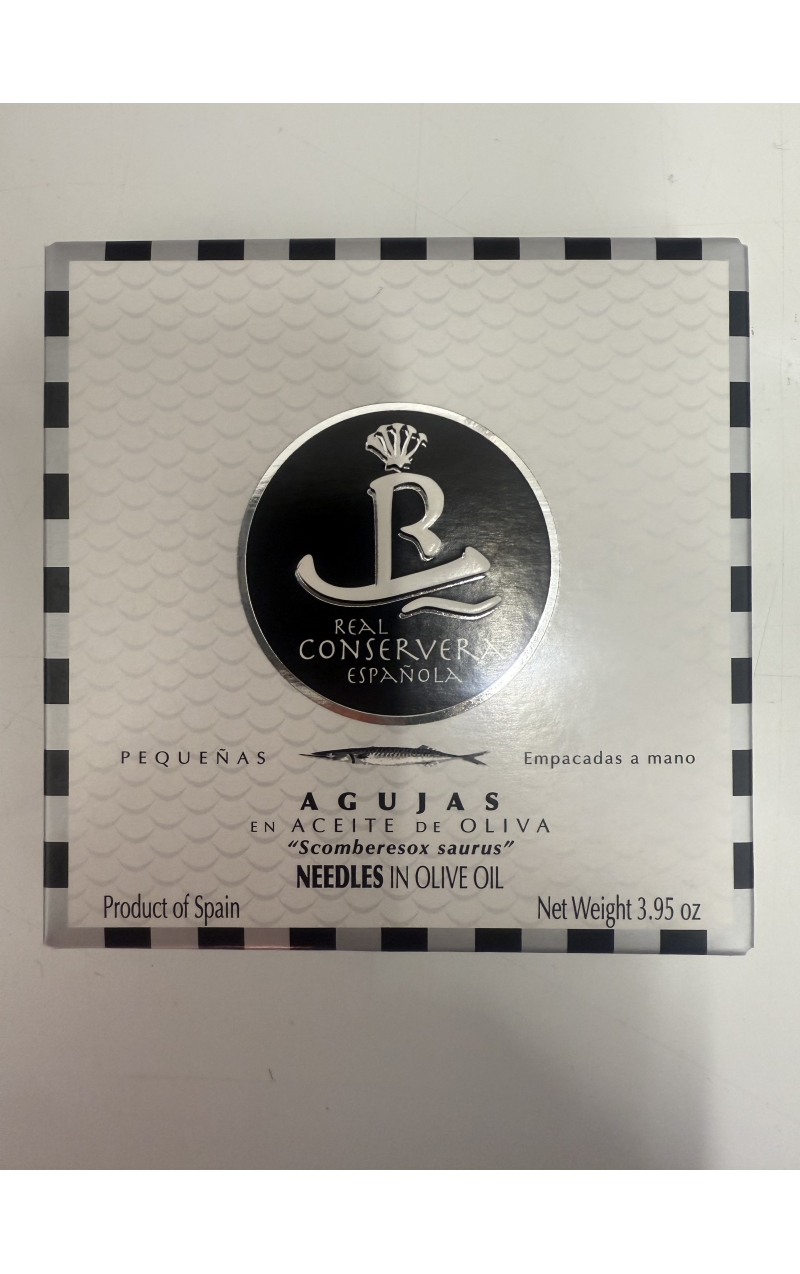 R
REAL
CONSERVERA
ESPAÑOLA
PEQUEÑAS
Empacadas a mano
AGUJAS
EN ACEITE DE OLIVA
"Scomberesox saurus"
NEEDLES IN OLIVE OIL
Product of Spain
Net Weight 3.95 oz